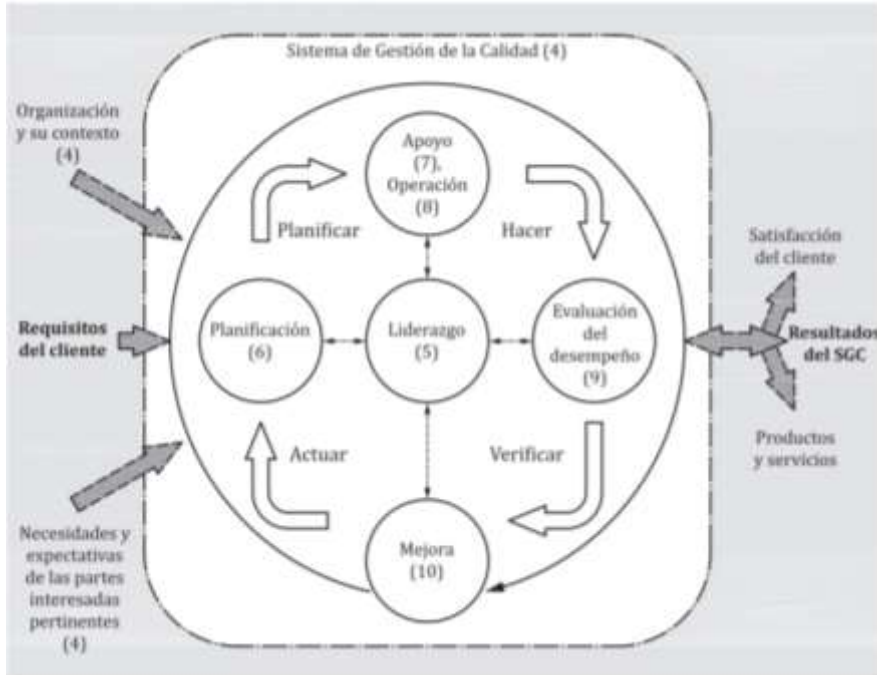 Sistema de Gestión de la Calidad (4)
Organización
y su contexto
(4)
Requisitos
del cliente
Necesidades y
expectativas
de las partes
interesadas
pertinentes
(4)
Apoyo
(7),
Operación
(8)
Planificar
Hacer
Planificación
(6)
Liderazgo
(5)
Evaluación
del
desempeño
(9)
Actuar
Verificar
Mejora
(10)
Satisfacción
del cliente
Resultados
del SGC
Productos
y servicios